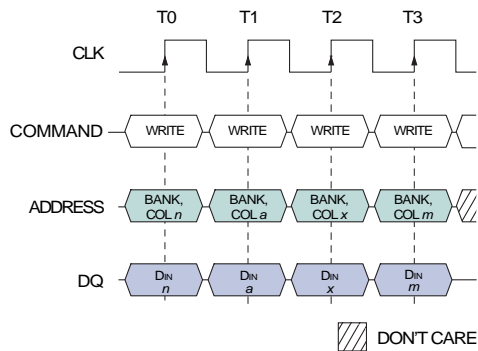 T0 T1 T2 T3
CLK
COMMAND WRITE WRITE WRITE WRITE
ADDRESS BANK, COL n BANK, COL a BANK, COL x BANK, COL m
DQ DIN n DIN a DIN x DIN m
DON'T CARE